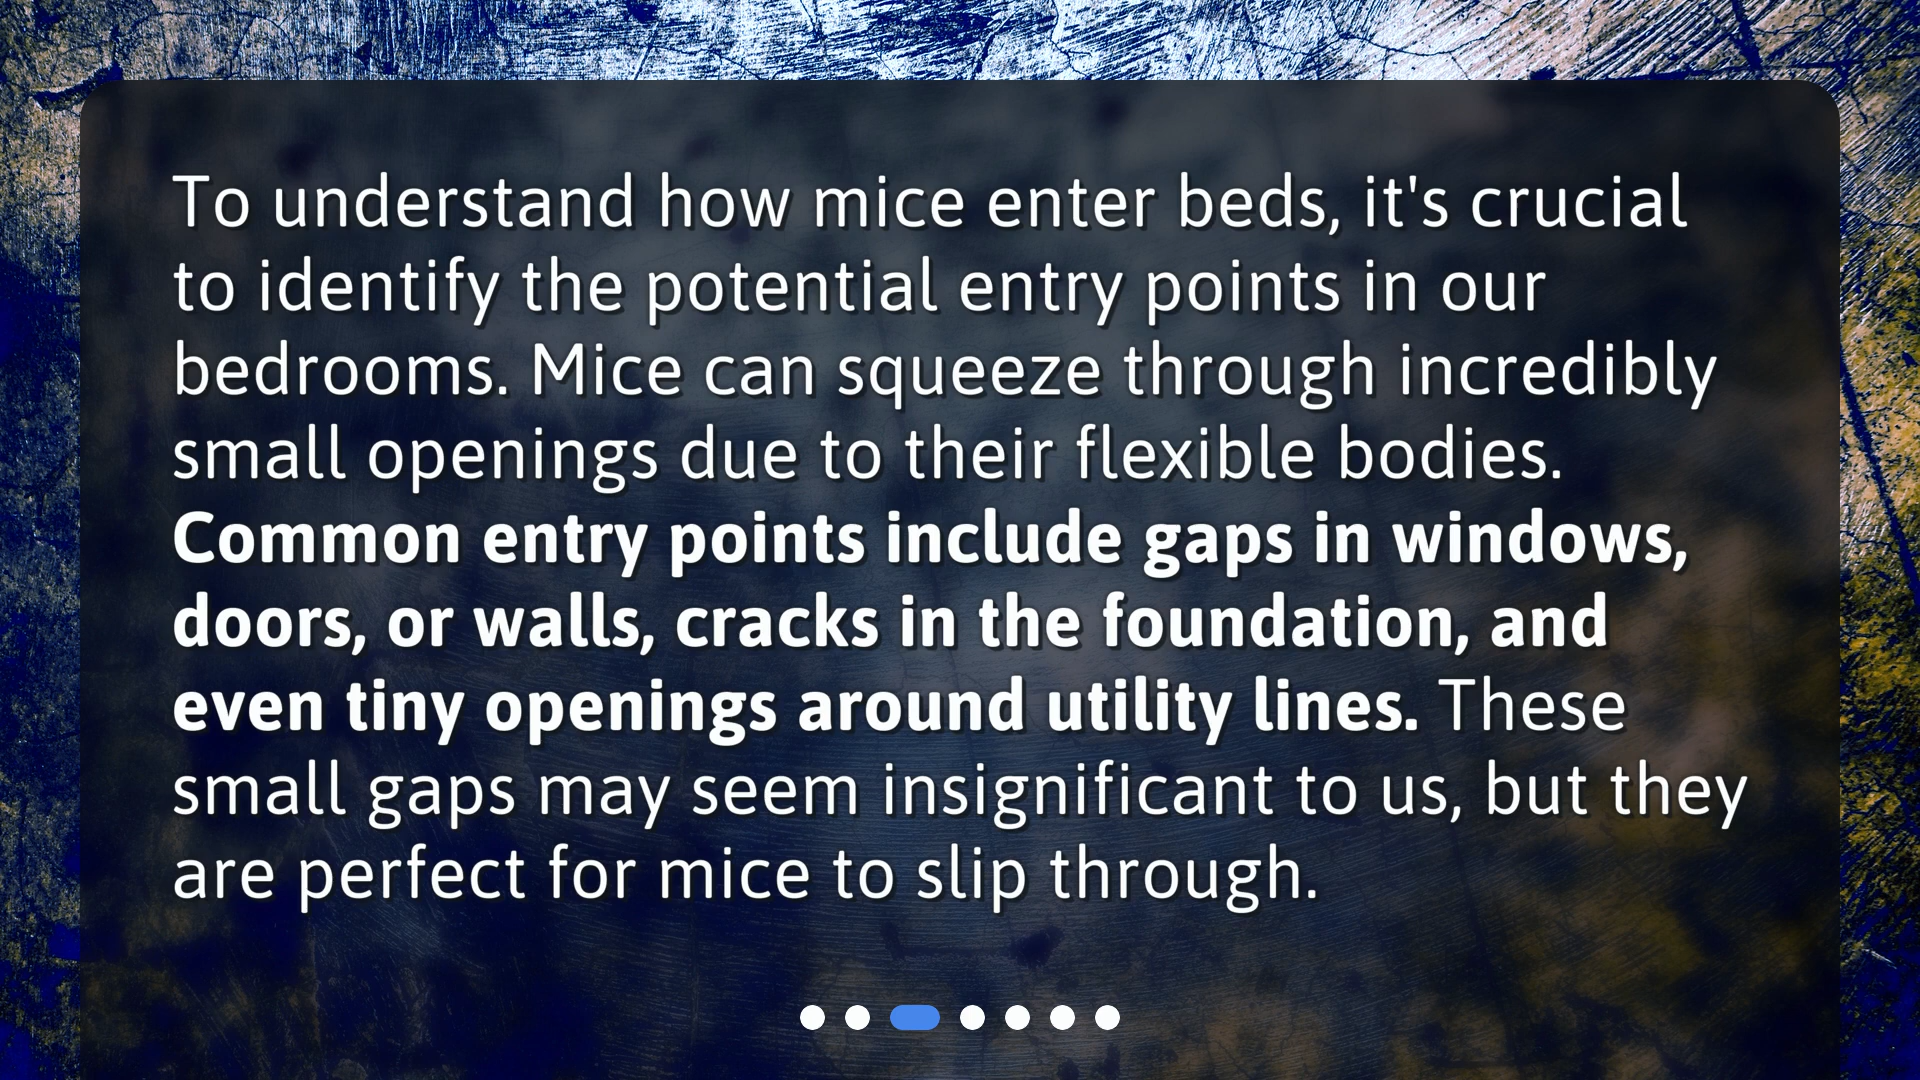 To understand how mice enter beds, it's crucial
to identify the potential entry points in our
bedrooms. Mice can squeeze through incredibly
small openings due to their flexible bodies.
Common entry points include gaps in windows,
doors, or walls, cracks in the foundation, and
even tiny openings around utility lines. These
small gaps may seem insignificant to us, but they
are perfect for mice to slip through.